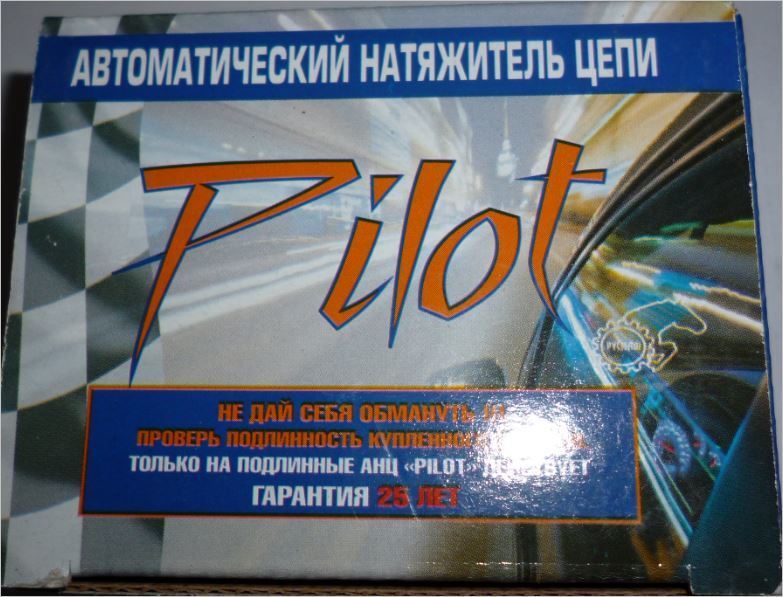 АВТОМАТИЧЕСКИЙ НАТЯЖИТЕЛЬ ЦЕПИ
Pilot
НЕ ДАЙ СЕБЯ ОБМАНУТЬ !!!
ПРОВЕРЬ ПОДЛИННОСТЬ
ТОЛЬКО НА ПОДЛИННЫЕ АНЦ «PILOT»
ГАРАНТИЯ 25 ЛЕТ